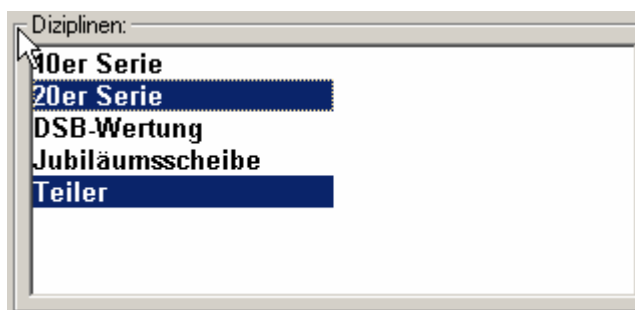 Diziplinen:
10er Serie
20er Serie
DSB-Wertung
Jubiläumsscheibe
Teiler